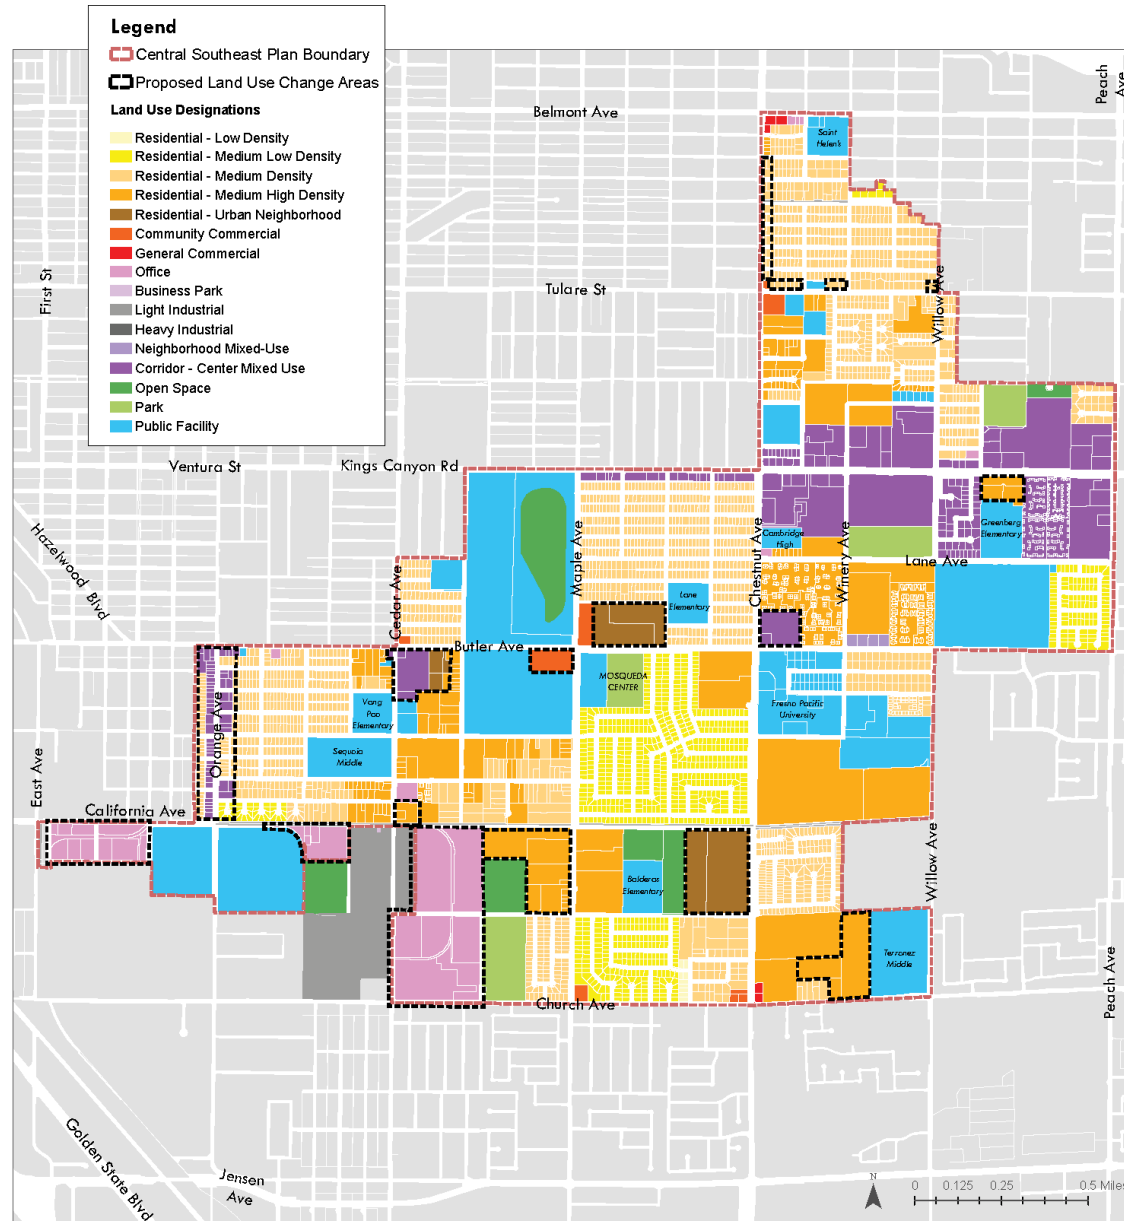 Legend
Central Southeast Plan Boundary
Proposed Land Use Change Areas
Land Use Designations
Residential - Low Density
Residential - Medium Low Density
Residential - Medium Density
Residential - Medium High Density
Residential - Urban Neighborhood
Community Commercial
General Commercial
Office
Business Park
Light Industrial
Heavy Industrial
Neighborhood Mixed-Use
Corridor - Center Mixed Use
Open Space
Park
Public Facility
Peach
Ave
Belmont Ave
Saint
Helen's
First St
Tulare St
Willow Ave
Ventura St
Kings Canyon Rd
Hazelwood Blvd
Cedar Ave
Maple Ave
Chestnut Ave
Winery Ave
Cambridge
High
Greenberg
Elementary
Lane Ave
Lane
Elementary
Butler Ave
MOSQUEDA
CENTER
Vang
Pao
Elementary
Fresno Pacific
University
Orange Ave
Sequoia
Middle
East Ave
California Ave
Balderas
Elementary
Willow Ave
Terronez
Middle
Peach Ave
Church Ave
Golden State Blvd
Jensen
Ave
N
0 0.125 0.25 0.5 Miles